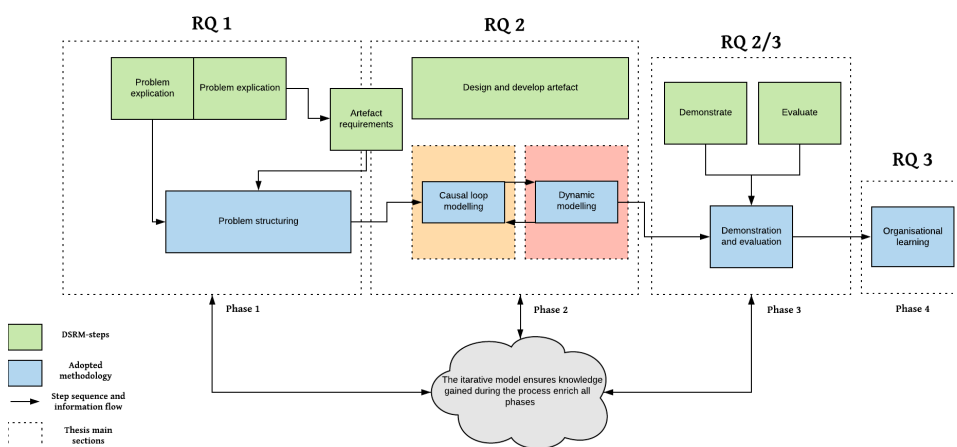 RQ 1
RQ 2
RQ 2/3
RQ 3
Problem
explication
Problem explication
Artefact
requirements
Problem structuring
Design and develop artefact
Causal loop
modelling
Dynamic
modelling
Demonstrate
Evaluate
Demonstration
and evaluation
Organisational
learning
Phase 1
Phase 2
Phase 3
Phase 4
The itarative model ensures knowledge
gained during the process enrich all
phases
DSRM-steps
Adopted
methodology
Step sequence and
information flow
Thesis main
sections